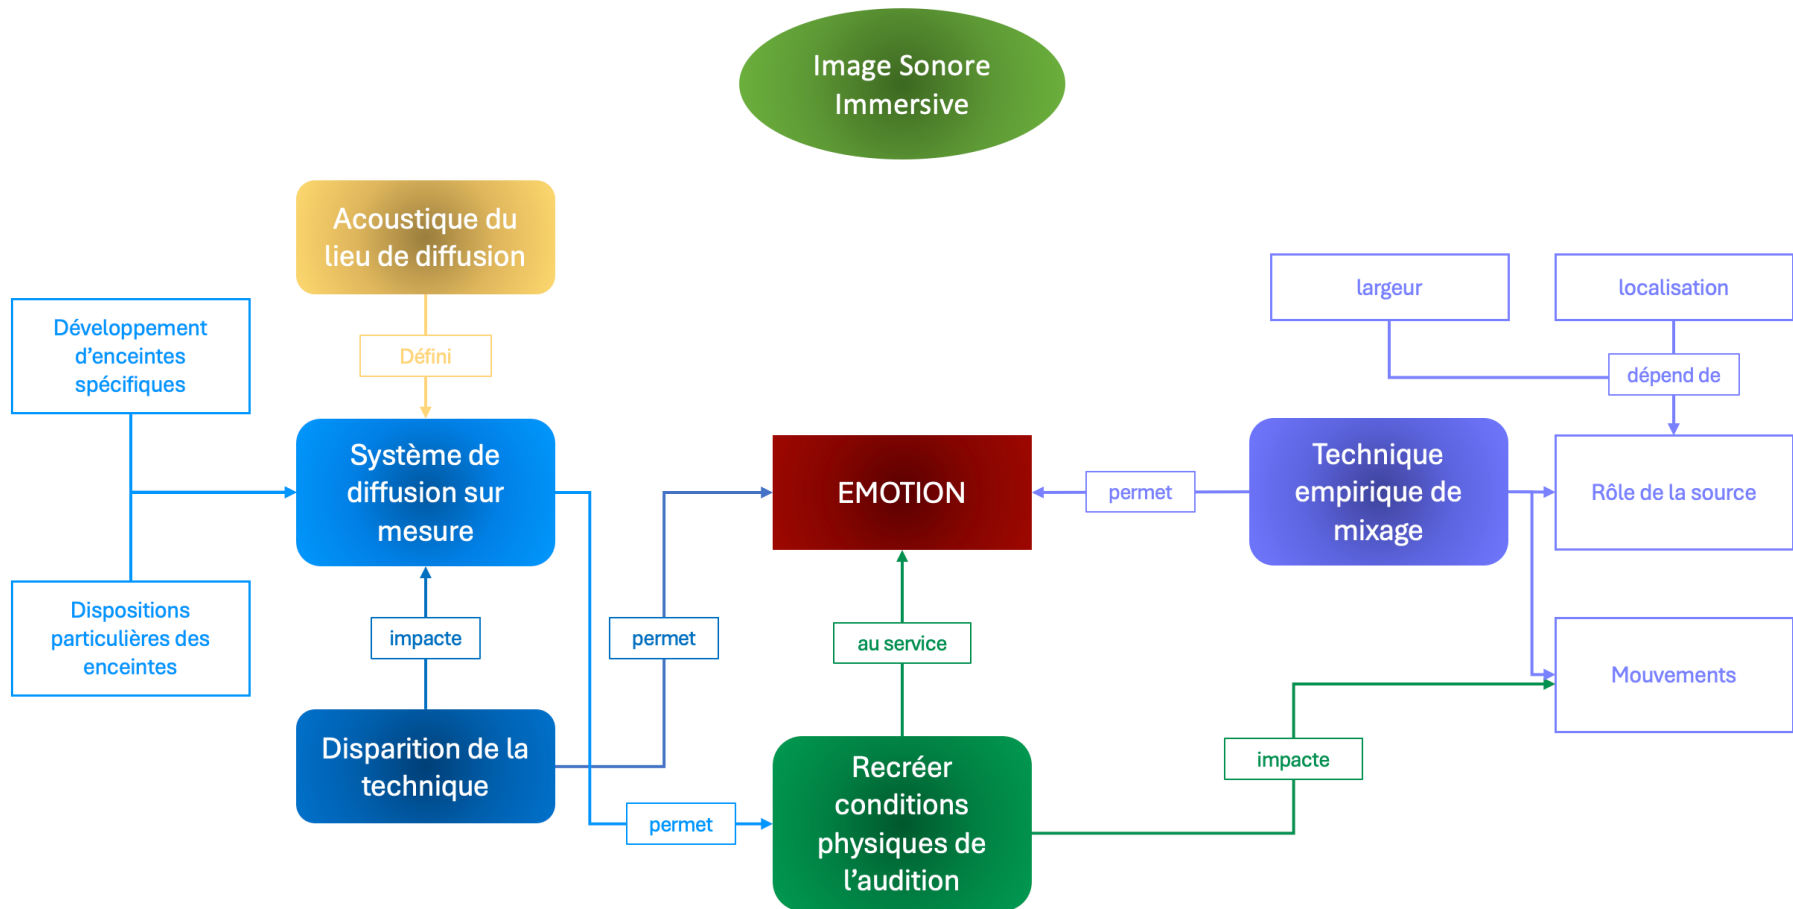 Image Sonore
Immersive
Acoustique du
lieu de diffusion
Défini
Développement
d’enceintes
spécifiques
Système de
diffusion sur
mesure
Dispositions
particulières des
enceintes
impacte
Disparition de la
technique
permet
permet
EMOTION
au service
Recréer
conditions
physiques de
l’audition
permet
Technique
empirique de
mixage
largeur
localisation
dépend de
Rôle de la source
Mouvements
impacte